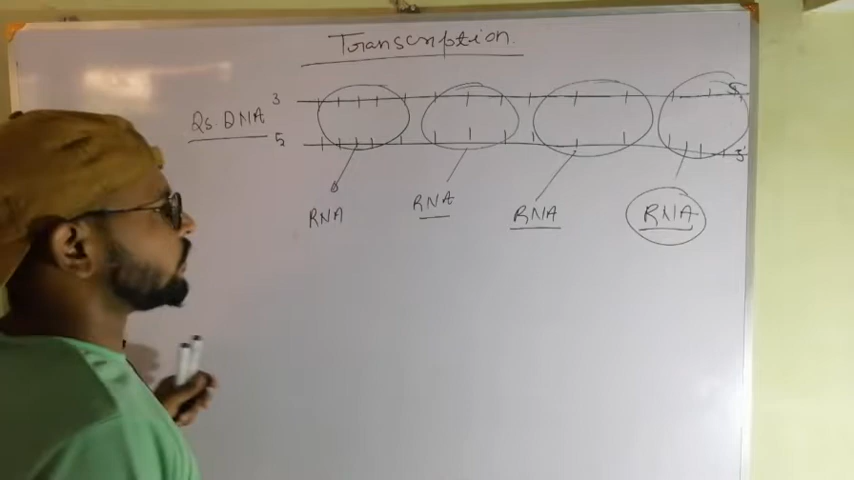 Transcription.
ds DNA
3
5
5
3'
RNA
RNA
RNA
RNA